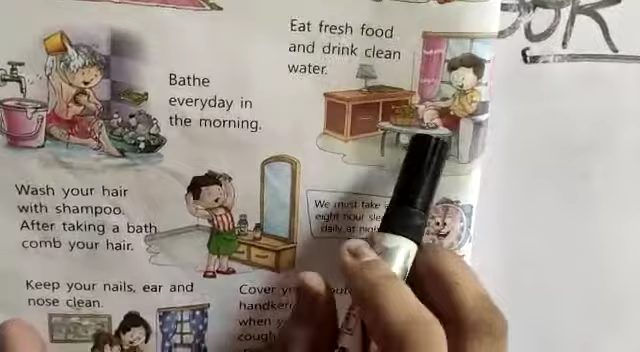 Eat fresh food
and drink clean
water.
Bathe
everyday in
the morning.
Wash your hair
with shampoo.
After taking a bath
comb your hair.
We must take
eight hour
daily at
Keep your nails, ear and
nose clean.
Cover
when